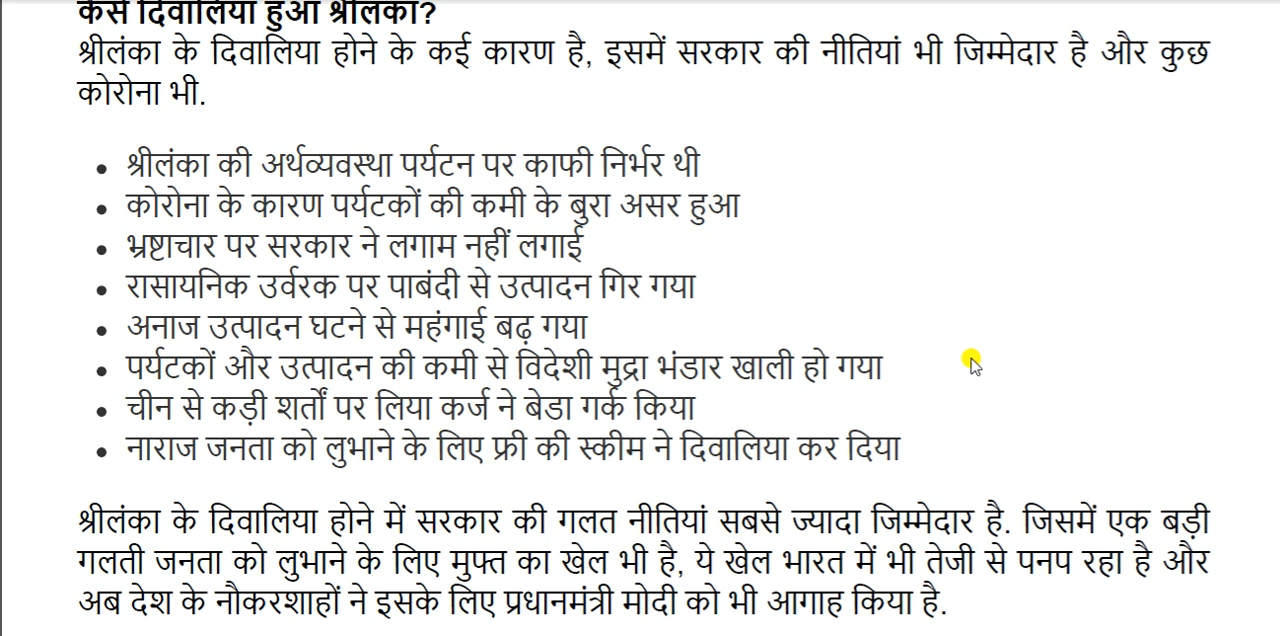 कैसे दिवालिया हुआ श्रीलंका?
श्रीलंका के दिवालिया होने के कई कारण है, इसमें सरकार की नीतियां भी जिम्मेदार है और कुछ
कोरोना भी.
• श्रीलंका की अर्थव्यवस्था पर्यटन पर काफी निर्भर थी
• कोरोना के कारण पर्यटकों की कमी के बुरा असर हुआ
• भ्रष्टाचार पर सरकार ने लगाम नहीं लगाई
• रासायनिक उर्वरक पर पाबंदी से उत्पादन गिर गया
• अनाज उत्पादन घटने से महंगाई बढ़ गया
• पर्यटकों और उत्पादन की कमी से विदेशी मुद्रा भंडार खाली हो गया
• चीन से कड़ी शर्तों पर लिया कर्ज ने बेडा गर्क किया
• नाराज जनता को लुभाने के लिए फ्री की स्कीम ने दिवालिया कर दिया
श्रीलंका के दिवालिया होने में सरकार की गलत नीतियां सबसे ज्यादा जिम्मेदार है. जिसमें एक बड़ी
गलती जनता को लुभाने के लिए मुफ्त का खेल भी है, ये खेल भारत में भी तेजी से पनप रहा है और
अब देश के नौकरशाहों ने इसके लिए प्रधानमंत्री मोदी को भी आगाह किया है.